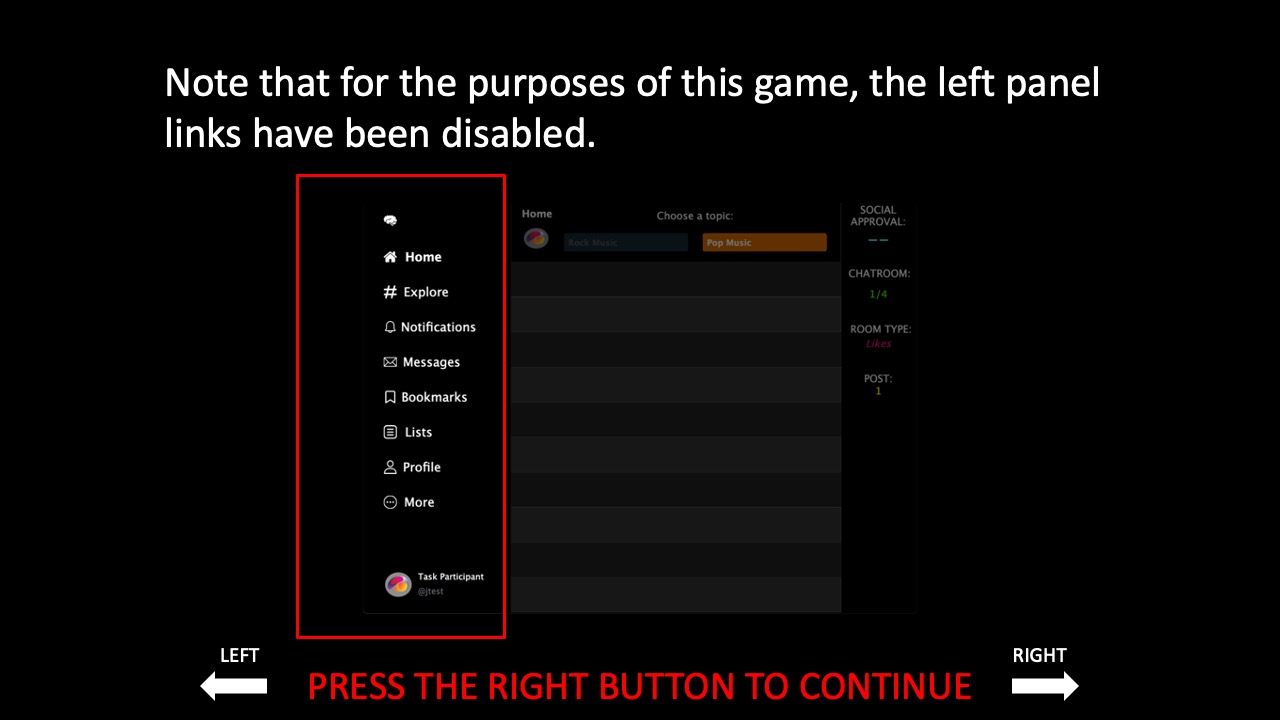 Note that for the purposes of this game, the left panel
links have been disabled.
Home
Explore
Notifications
Messages
Bookmarks
Lists
Profile
More
Task Participant
@jtest
Home
Choose a topic:
Rock Music
Pop Music
SOCIAL
APPROVAL:
--
CHATROOM:
1/4
ROOM TYPE:
Likes
POST:
1
LEFT
RIGHT
PRESS THE RIGHT BUTTON TO CONTINUE